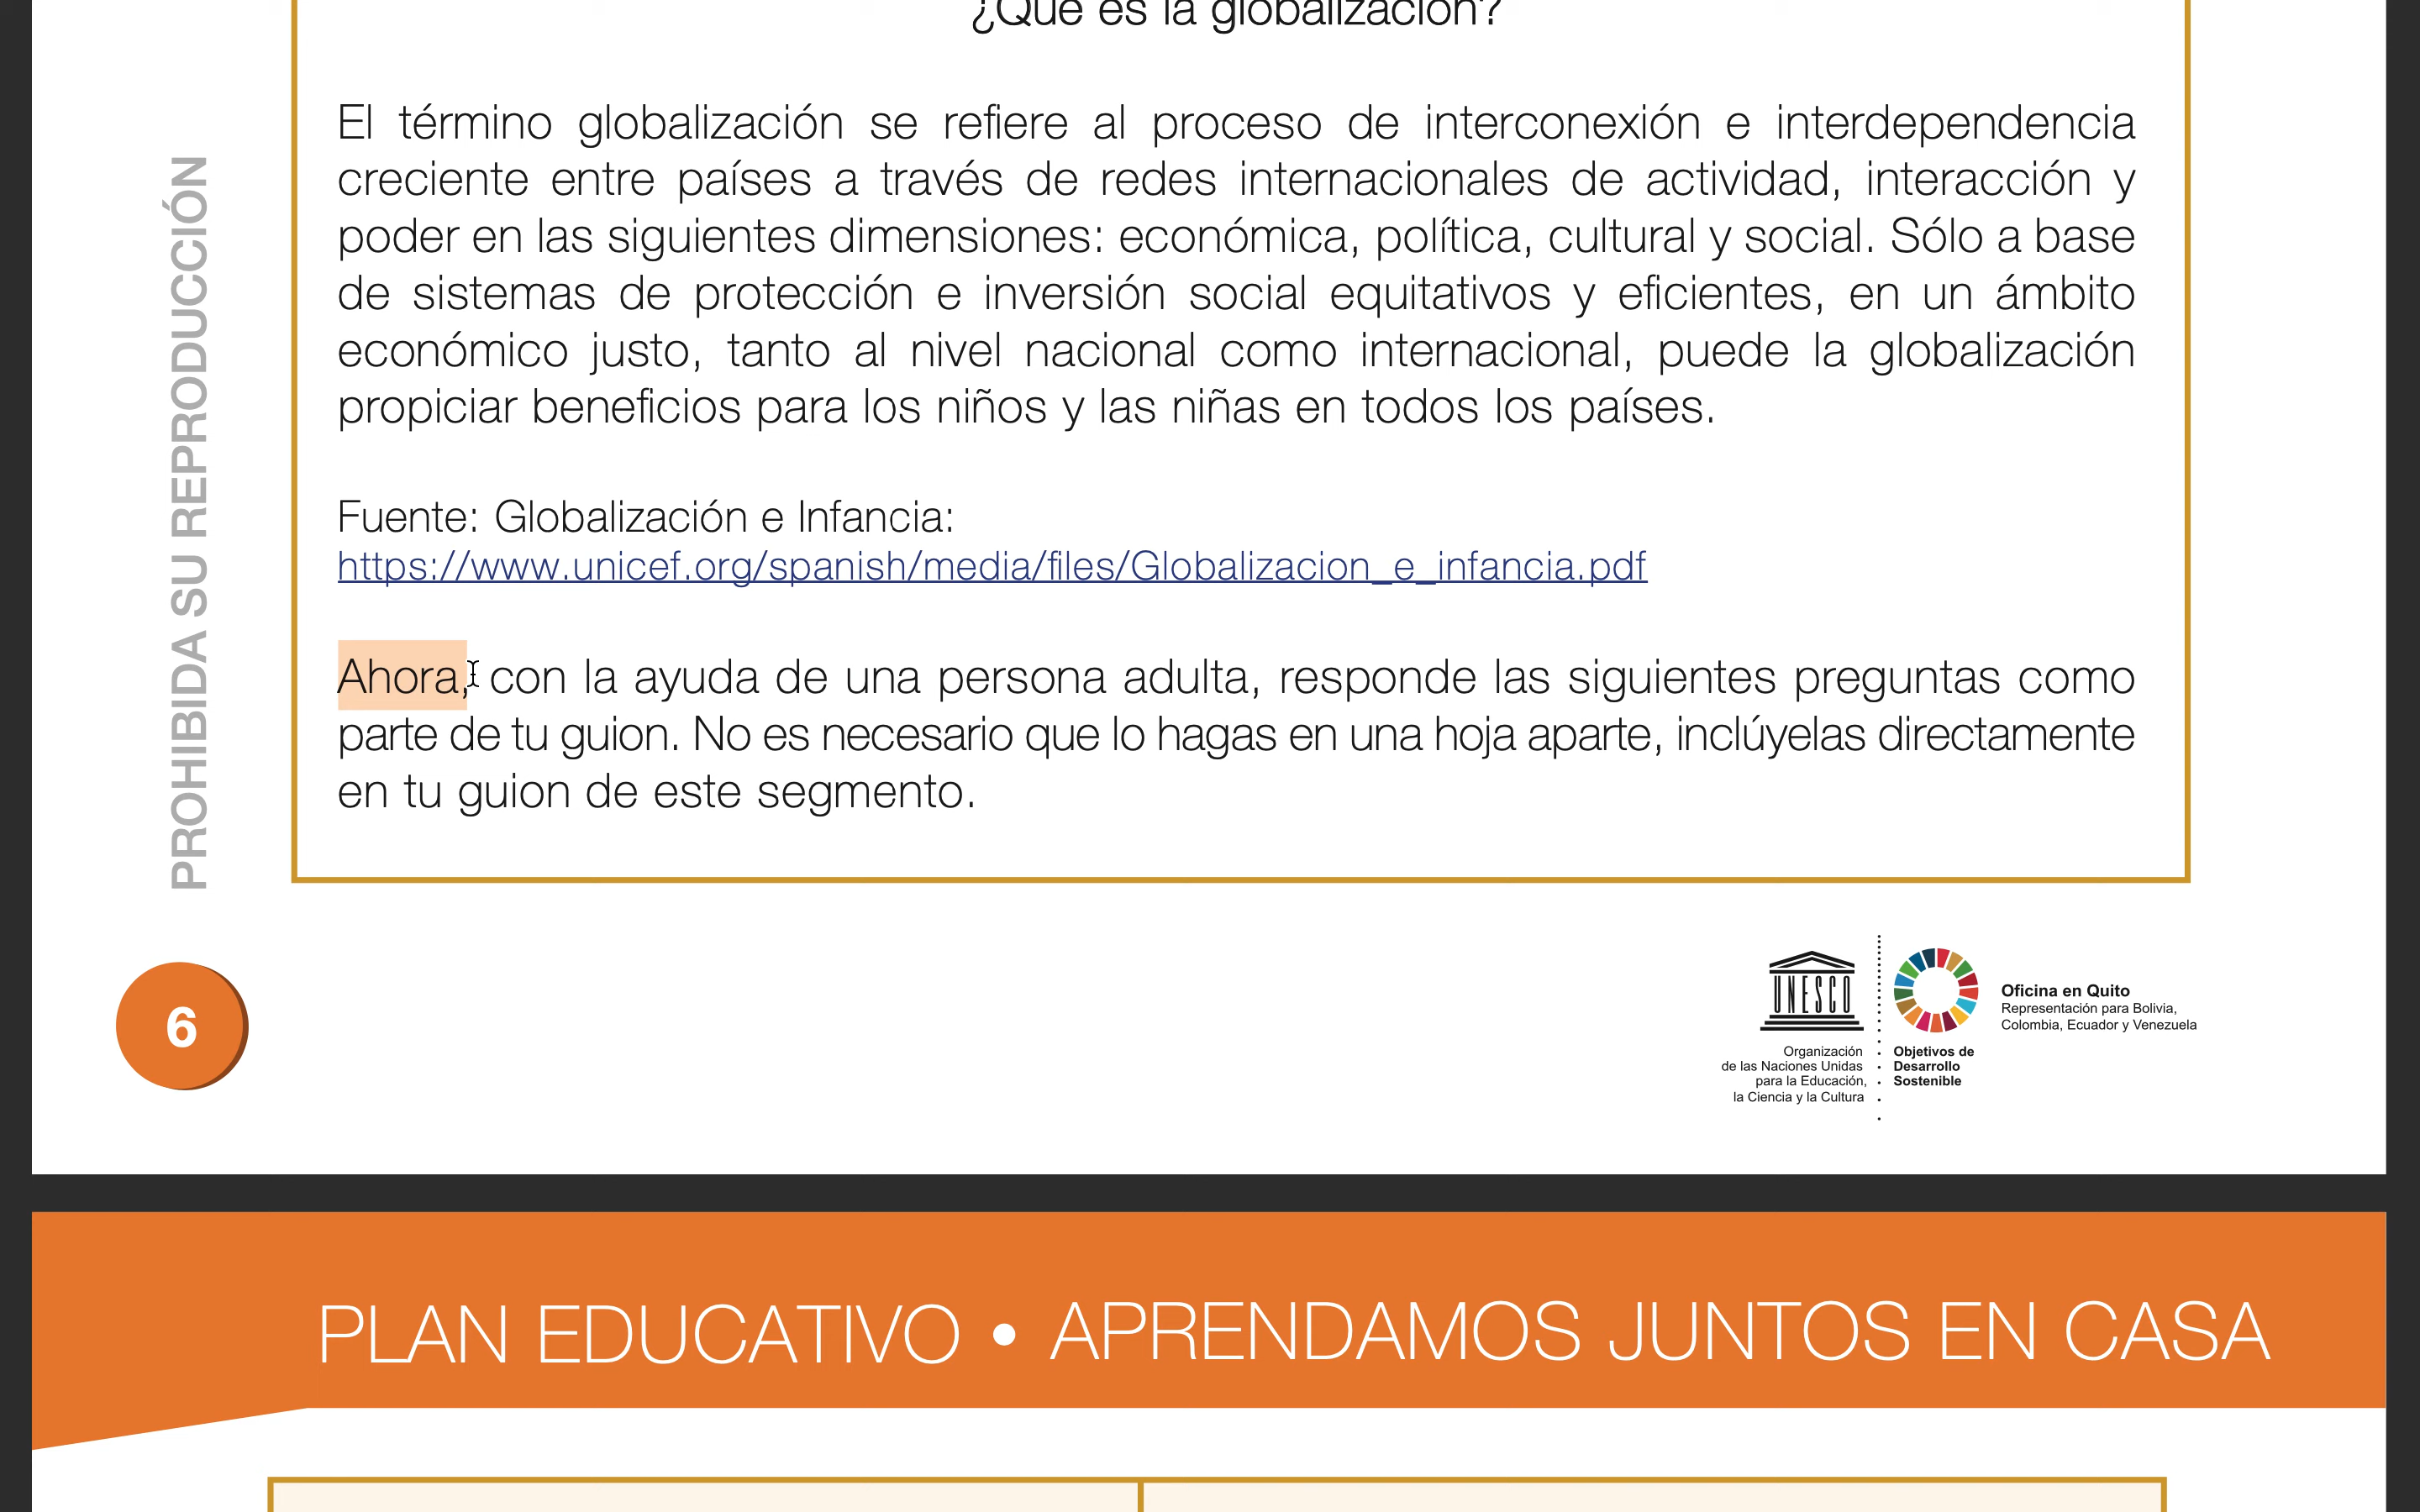 ¿Qué es la globalización?
El término globalización se refiere al proceso de interconexión e interdependencia
creciente entre países a través de redes internacionales de actividad, interacción y
poder en las siguientes dimensiones: económica, política, cultural y social. Sólo a base
de sistemas de protección e inversión social equitativos y eficientes, en un ámbito
económico justo, tanto al nivel nacional como internacional, puede la globalización
propiciar beneficios para los niños y las niñas en todos los países.
Fuente: Globalización e Infancia:
https://www.unicef.org/spanish/media/files/Globalizacion_e_infancia.pdf
Ahora, con la ayuda de una persona adulta, responde las siguientes preguntas como
parte de tu guion. No es necesario que lo hagas en una hoja aparte, inclúyelas directamente
en tu guion de este segmento.
PROHIBIDA SU REPRODUCCIÓN
6
UNESCO
Organización
de las Naciones Unidas
para la Educación,
la Ciencia y la Cultura
Objetivos de
Desarrollo
Sostenible
Oficina en Quito
Representación para Bolivia,
Colombia, Ecuador y Venezuela
PLAN EDUCATIVO • APRENDAMOS JUNTOS EN CASA